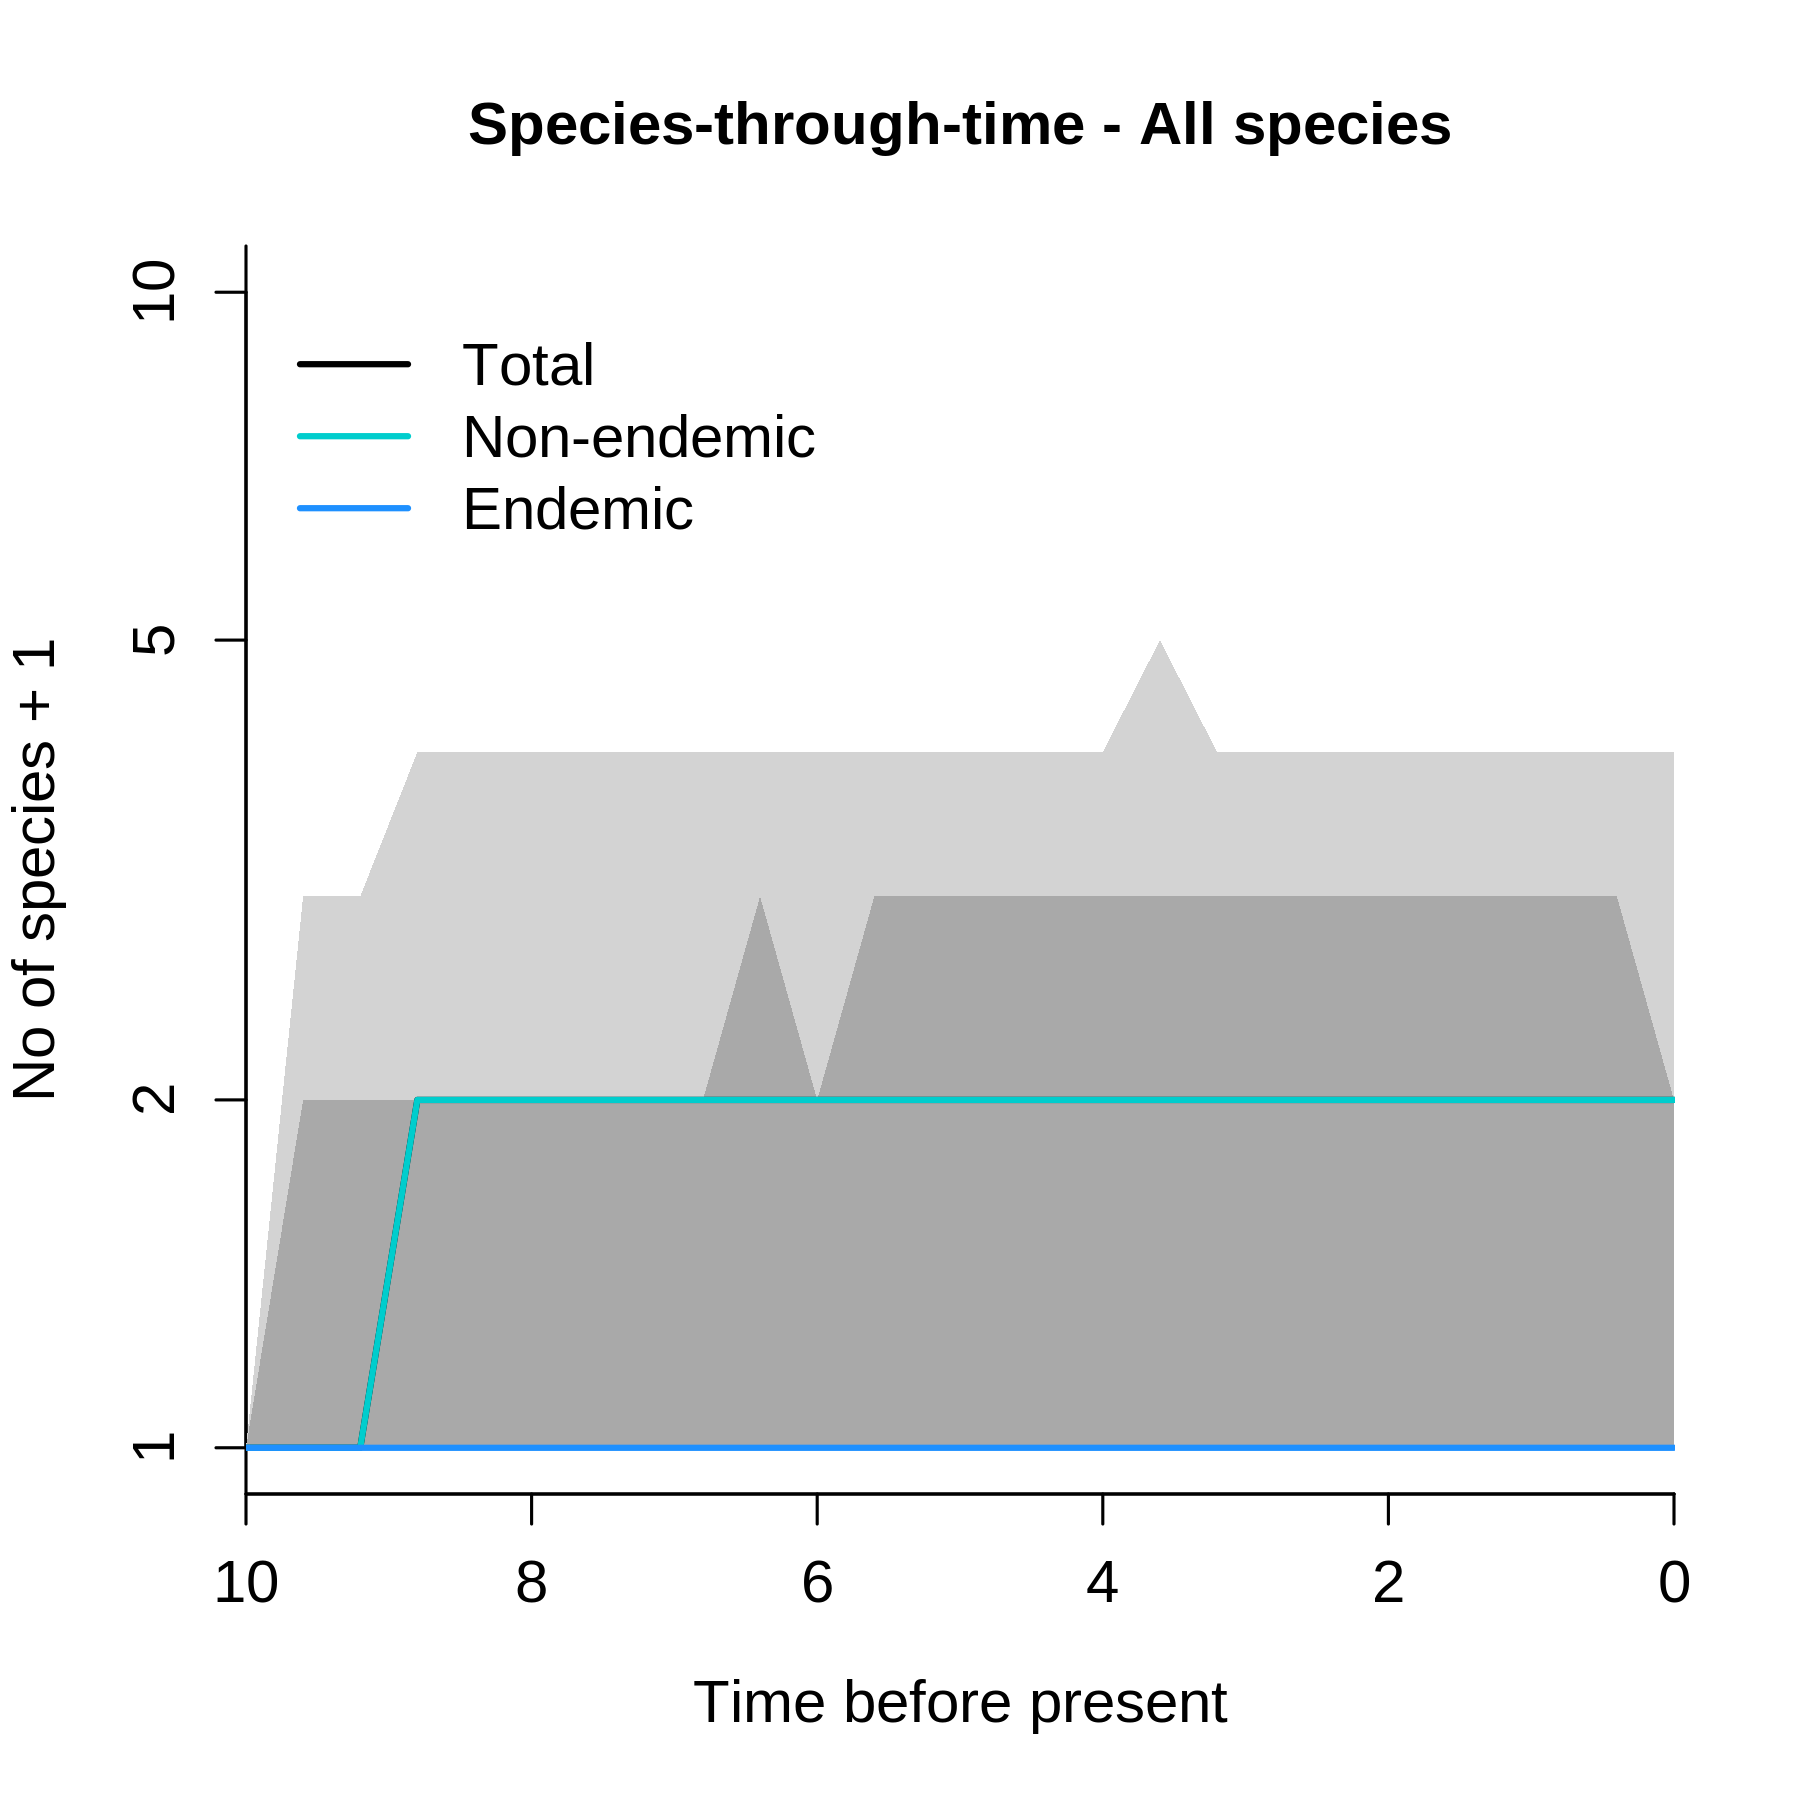 Species-through-time - All species
10
5
2
1
No of species + 1
Total
Non-endemic
Endemic
10 8 6 4 2 0
Time before present